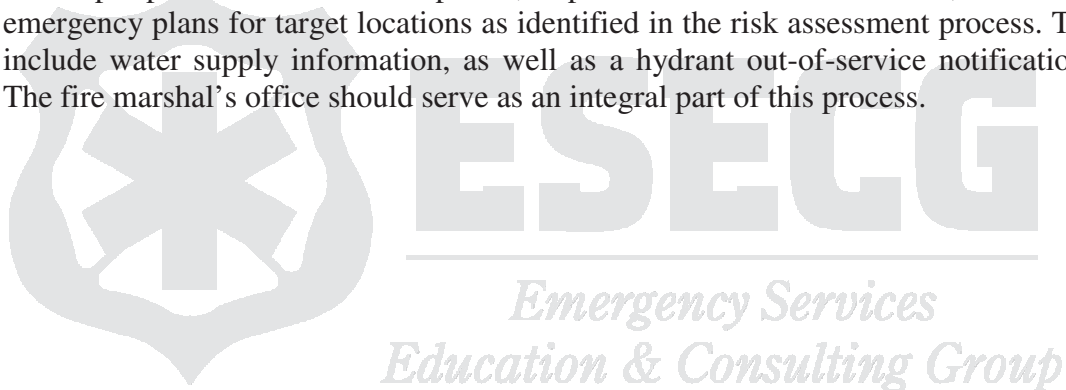 emergency plans for target locations as identified in the risk assessment process.
include water supply information, as well as a hydrant out-of-service
The fire marshal's office should serve as an integral part of this process.
ESECG
Emergency Services
Education & Consulting Group